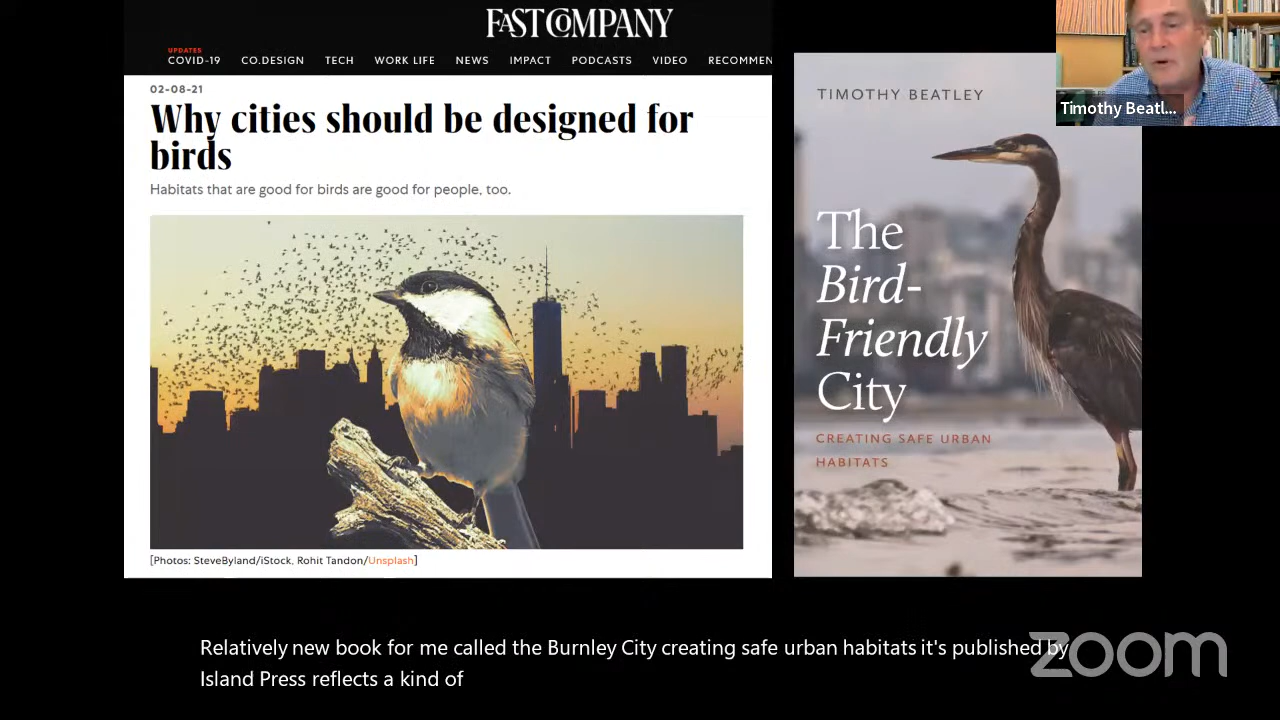 FAST COMPANY
UPDATES
COVID-19 CO.DESIGN TECH WORK LIFE NEWS IMPACT PODCASTS VIDEO RECOMMEN
02-08-21
Why cities should be designed for
birds
Habitats that are good for birds are good for people, too.
[Photos: SteveByland/iStock, Rohit Tandon/Unsplash]
TIMOTHY BEATLEY
The
Bird-
Friendly
City
CREATING SAFE URBAN
HABITATS
Timothy Beatl...
Relatively new book for me called the Burnley City creating safe urban habitats it's published by
Island Press reflects a kind of
zoom